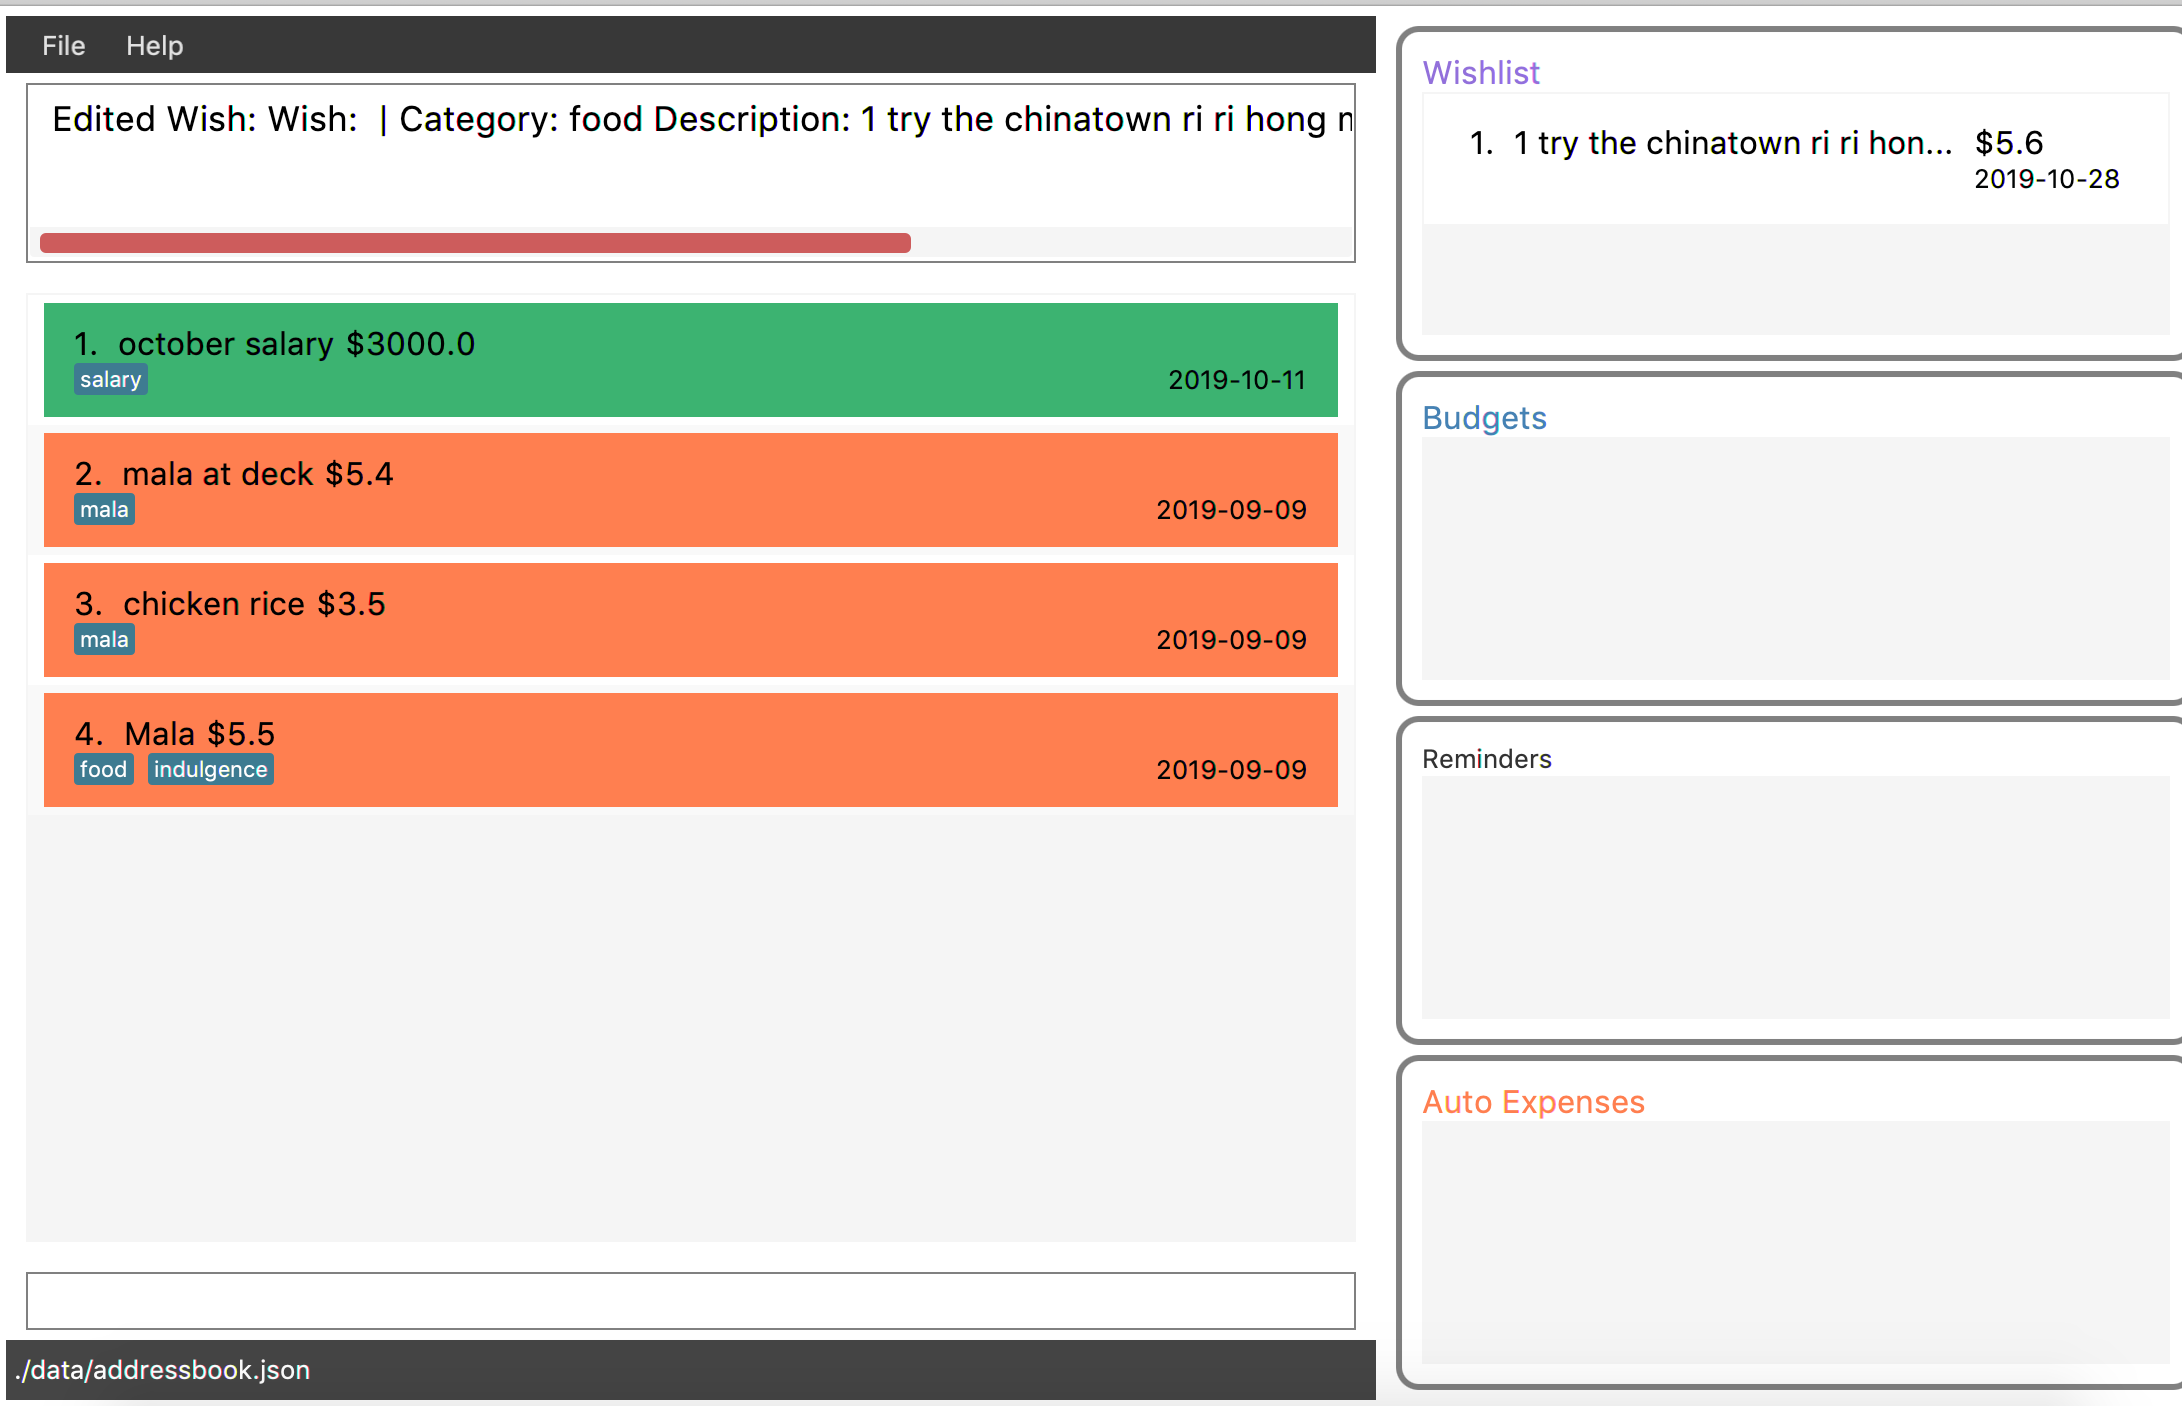 File Help
Edited Wish: Wish: | Category: food Description: 1 try the chinatown ri ri hong
1. october salary $3000.0
salary
2019-10-11
2. mala at deck $5.4
mala
2019-09-09
3. chicken rice $3.5
mala
2019-09-09
4. Mala $5.5
food indulgence
2019-09-09
./data/addressbook.json
Wishlist
1. 1 try the chinatown ri ri hon... $5.6
2019-10-28
Budgets
Reminders
Auto Expenses